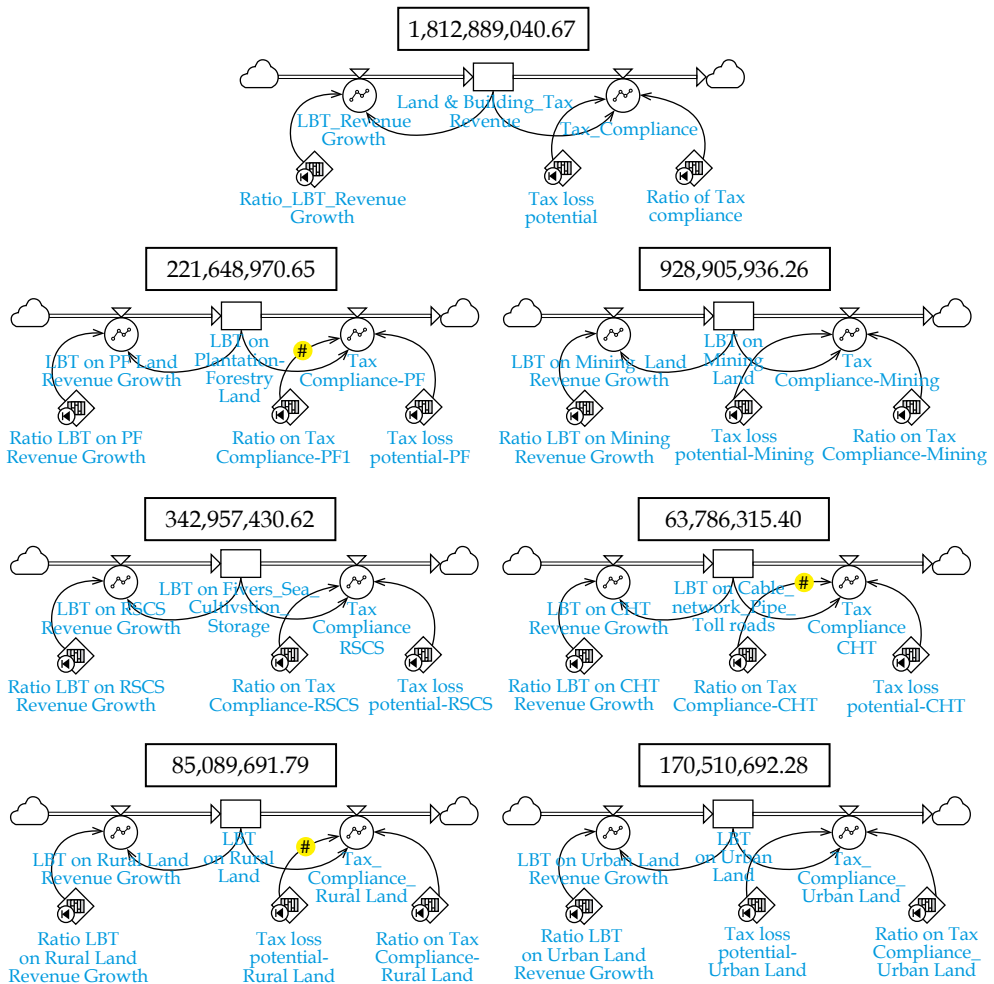 1,812,889,040.67
LBT_Revenue
Growth
Land & Building_Tax
Revenue
Tax_Compliance
Ratio_LBT_Revenue
Growth
Tax loss
potential
Ratio of Tax
compliance
221,648,970.65
LBT on PF_Land
Revenue Growth
LBT on
Plantation-
Forestry
Land
#
Tax
Compliance-PF
Ratio LBT on PF
Revenue Growth
Ratio on Tax
Compliance-PF1
Tax loss
potential-PF
928,905,936.26
LBT on Mining_Land
Revenue Growth
LBT on
Mining
Land
Tax
Compliance-Mining
Ratio LBT on Mining
Revenue Growth
Tax loss
potential-Mining
Ratio on Tax
Compliance-Mining
342,957,430.62
LBT on RSCS
Revenue Growth
LBT on Fivers_Sea_
Cultivstion_
Storage
Tax
Compliance
RSCS
Ratio LBT on RSCS
Revenue Growth
Ratio on Tax
Compliance-RSCS
Tax loss
potential-RSCS
63,786,315.40
LBT on CHT
Revenue Growth
LBT on Cable_
network_Pipe_
Toll roads
#
Tax
Compliance
CHT
Ratio LBT on CHT
Revenue Growth
Ratio on Tax
Compliance-CHT
Tax loss
potential-CHT
85,089,691.79
LBT on Rural Land
Revenue Growth
LBT
on Rural
Land
#
Tax_
Compliance_
Rural Land
Ratio LBT
on Rural Land
Revenue Growth
Tax loss
potential-
Rural Land
Ratio on Tax
Compliance-
Rural Land
170,510,692.28
LBT on Urban Land
Revenue Growth
LBT
on Urban
Land
Tax_
Compliance_
Urban Land
Ratio LBT
on Urban Land
Revenue Growth
Tax loss
potential-
Urban Land
Ratio on Tax
Compliance_
Urban Land